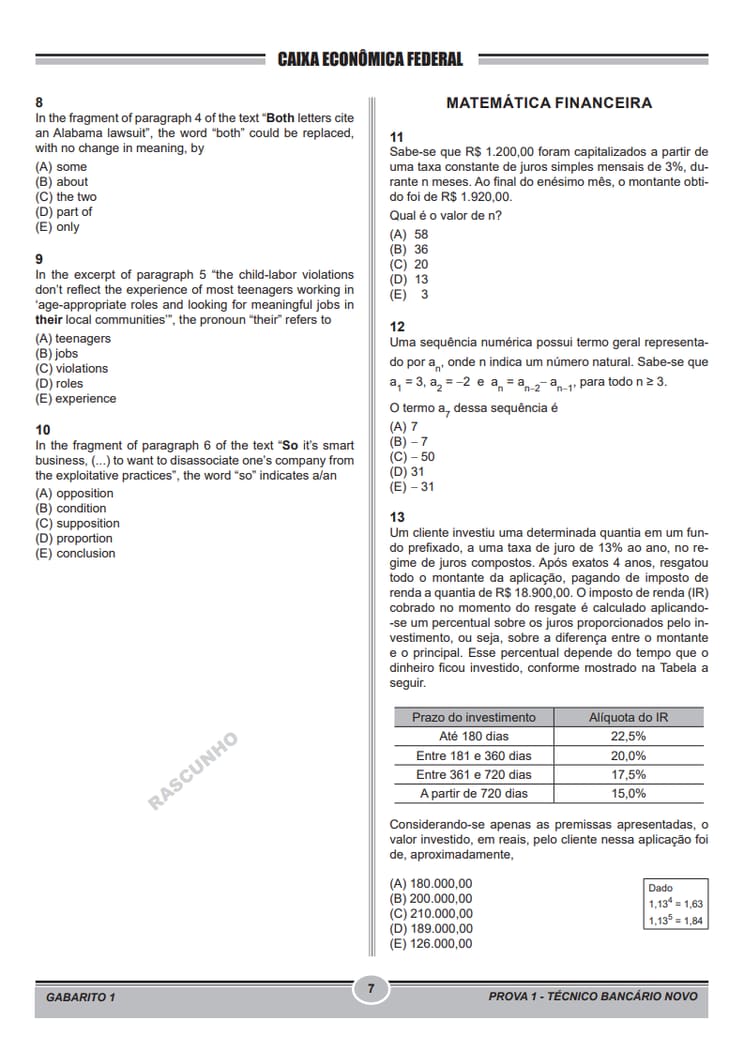 CAIXA ECONÔMICA FEDERAL
8
In the fragment of paragraph 4 of the text “Both letters cite
an Alabama lawsuit”, the word “both” could be replaced,
with no change in meaning, by
(A) some
(B) about
(C) the two
(D) part of
(E) only
9
In the excerpt of paragraph 5 “the child-labor violations
don’t reflect the experience of most teenagers working in
‘age-appropriate roles and looking for meaningful jobs in
their local communities’”, the pronoun “their” refers to
(A) teenagers
(B) jobs
(C) violations
(D) roles
(E) experience
10
In the fragment of paragraph 6 of the text “So it’s smart
business, (...) to want to disassociate one’s company from
the exploitative practices”, the word “so” indicates a/an
(A) opposition
(B) condition
(C) supposition
(D) proportion
(E) conclusion
RASCUNHO
MATEMÁTICA FINANCEIRA
11
Sabe-se que R$ 1.200,00 foram capitalizados a partir de
uma taxa constante de juros simples mensais de 3%, du-
rante n meses. Ao final do enésimo mês, o montante obti-
do foi de R$ 1.920,00.
Qual é o valor de n?
(A) 58
(B) 36
(C) 20
(D) 13
(E) 3
12
Uma sequência numérica possui termo geral representa-
do por aₙ, onde n indica um número natural. Sabe-se que
a₁ = 3, a₂ = –2 e aₙ = aₙ₋₂– aₙ₋₁, para todo n ≥ 3.
O termo a₇ dessa sequência é
(A) 7
(B) – 7
(C) – 50
(D) 31
(E) – 31
13
Um cliente investiu uma determinada quantia em um fun-
do prefixado, a uma taxa de juro de 13% ao ano, no re-
gime de juros compostos. Após exatos 4 anos, resgatou
todo o montante da aplicação, pagando de imposto de
renda a quantia de R$ 18.900,00. O imposto de renda (IR)
cobrado no momento do resgate é calculado aplicando-
-se um percentual sobre os juros proporcionados pelo in-
vestimento, ou seja, sobre a diferença entre o montante
e o principal. Esse percentual depende do tempo que o
dinheiro ficou investido, conforme mostrado na Tabela a
seguir.
Prazo do investimento Alíquota do IR
Até 180 dias 22,5%
Entre 181 e 360 dias 20,0%
Entre 361 e 720 dias 17,5%
A partir de 720 dias 15,0%
Considerando-se apenas as premissas apresentadas, o
valor investido, em reais, pelo cliente nessa aplicação foi
de, aproximadamente,
(A) 180.000,00
(B) 200.000,00
(C) 210.000,00
(D) 189.000,00
(E) 126.000,00
Dado
1,13⁴ = 1,63
1,13⁵ = 1,84
GABARITO 1
7
PROVA 1 - TÉCNICO BANCÁRIO NOVO